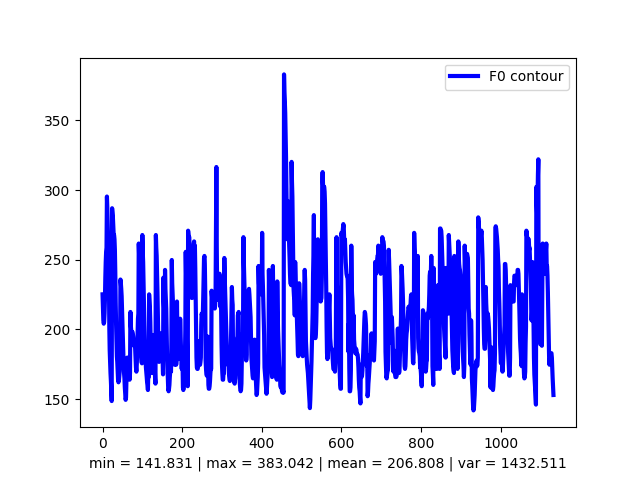 F0 contour
350
300
250
200
150
0 200 400 600 800 1000
min = 141.831 | max = 383.042 | mean = 206.808 | var = 1432.511